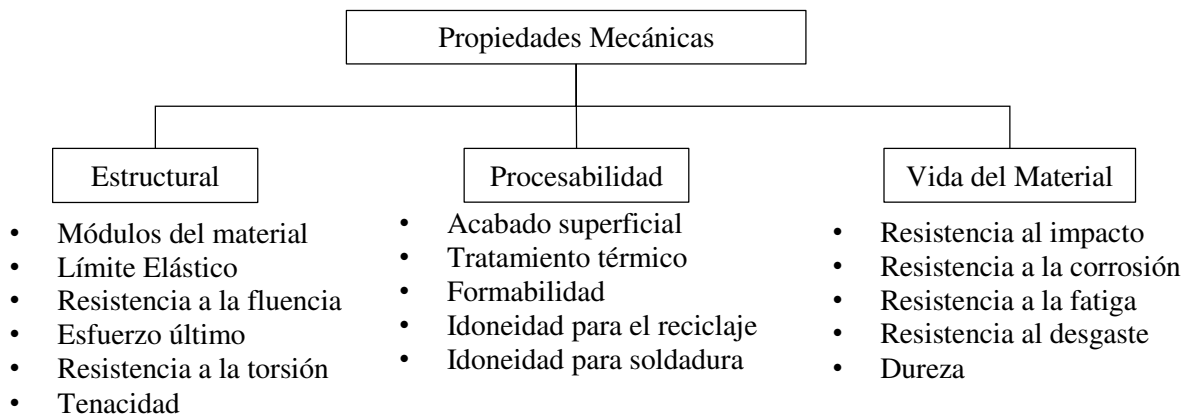 Propiedades Mecánicas
Estructural
• Módulos del material
• Límite Elástico
• Resistencia a la fluencia
• Esfuerzo último
• Resistencia a la torsión
• Tenacidad
Procesabilidad
• Acabado superficial
• Tratamiento térmico
• Formabilidad
• Idoneidad para el reciclaje
• Idoneidad para soldadura
Vida del Material
• Resistencia al impacto
• Resistencia a la corrosión
• Resistencia a la fatiga
• Resistencia al desgaste
• Dureza